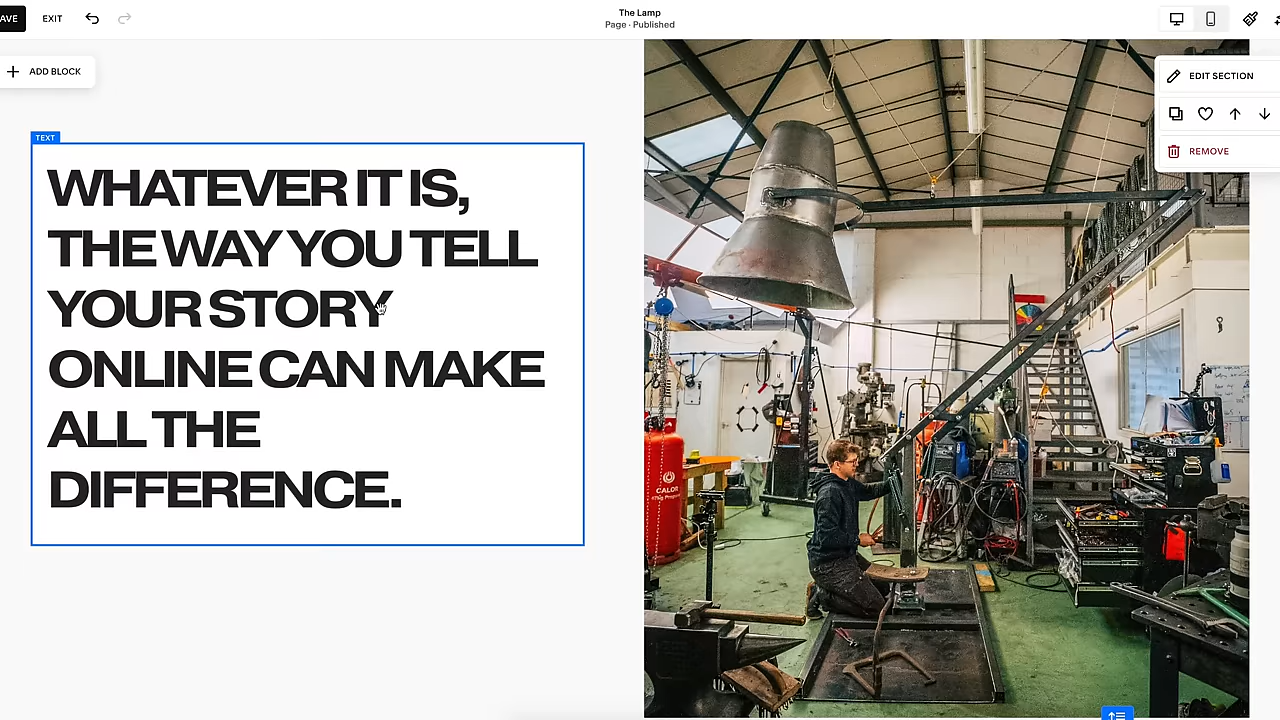 AVE
EXIT
The Lamp
Page · Published
ADD BLOCK
EDIT SECTION
REMOVE
TEXT
WHATEVER IT IS,
THE WAY YOU TELL
YOUR STORY
ONLINE CAN MAKE
ALL THE
DIFFERENCE.
CALOR